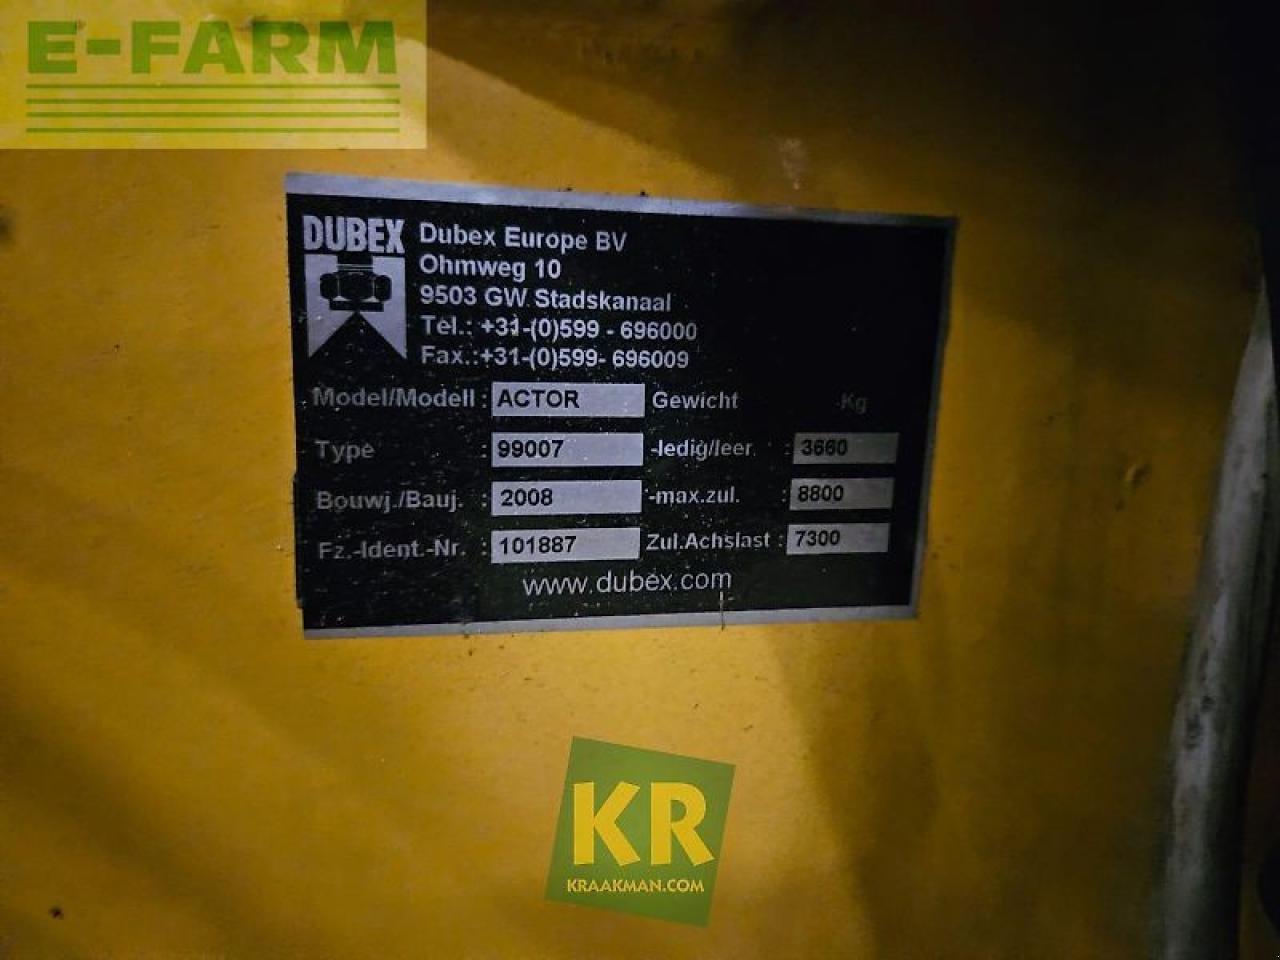 E-FARM
DUBEX
Dubex Europe BV
Ohmweg 10
9503 GW Stadskanaal
Tel.: +31-(0)599 - 696000
Fax.:+31-(0)599- 696009
Model/Modell : ACTOR Gewicht -Kg
Type : 99007 -ledig/leer : 3660
Bouwj./Bauj. : 2008 -max.zul. : 8800
Fz.-Ident.-Nr. : 101887 Zul.Achslast : 7300
www.dubex.com
KR
KRAAKMAN.COM